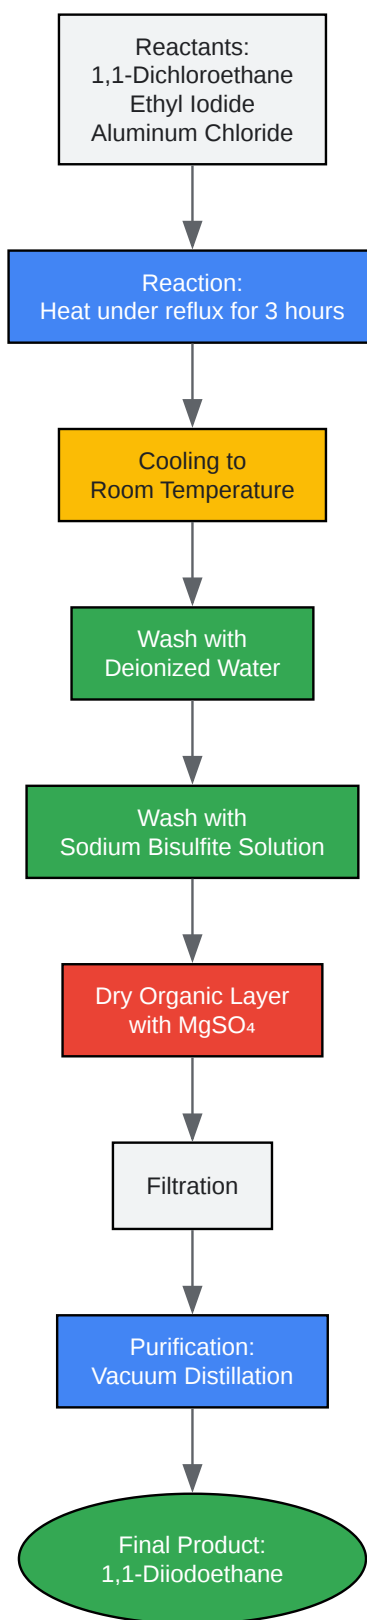 Reactants:
1,1-Dichloroethane
Ethyl Iodide
Aluminum Chloride
Reaction:
Heat under reflux for 3 hours
Cooling to
Room Temperature
Wash with
Deionized Water
Wash with
Sodium Bisulfite Solution
Dry Organic Layer
with MgSO₄
Filtration
Purification:
Vacuum Distillation
Final Product:
1,1-Diiodoethane